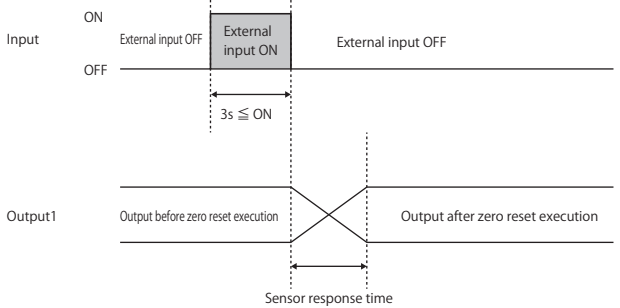 ON
Input
External input OFF
External
input ON
External input OFF
OFF
3s ≦ ON
Output1
Output before zero reset execution
Output after zero reset execution
Sensor response time